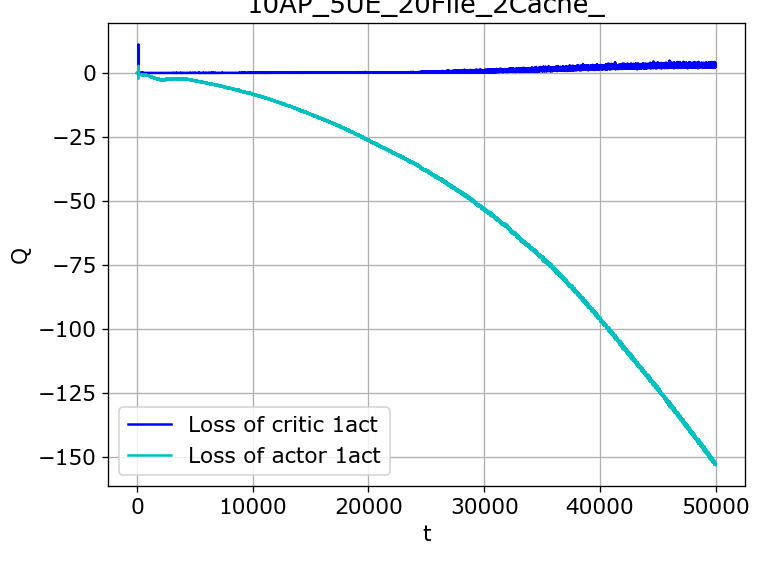 10AP_5UE_20File_2Cache_
0
−25
−50
−75
−100
−125
−150
Q
Loss of critic 1act
Loss of actor 1act
0 10000 20000 30000 40000 50000
t